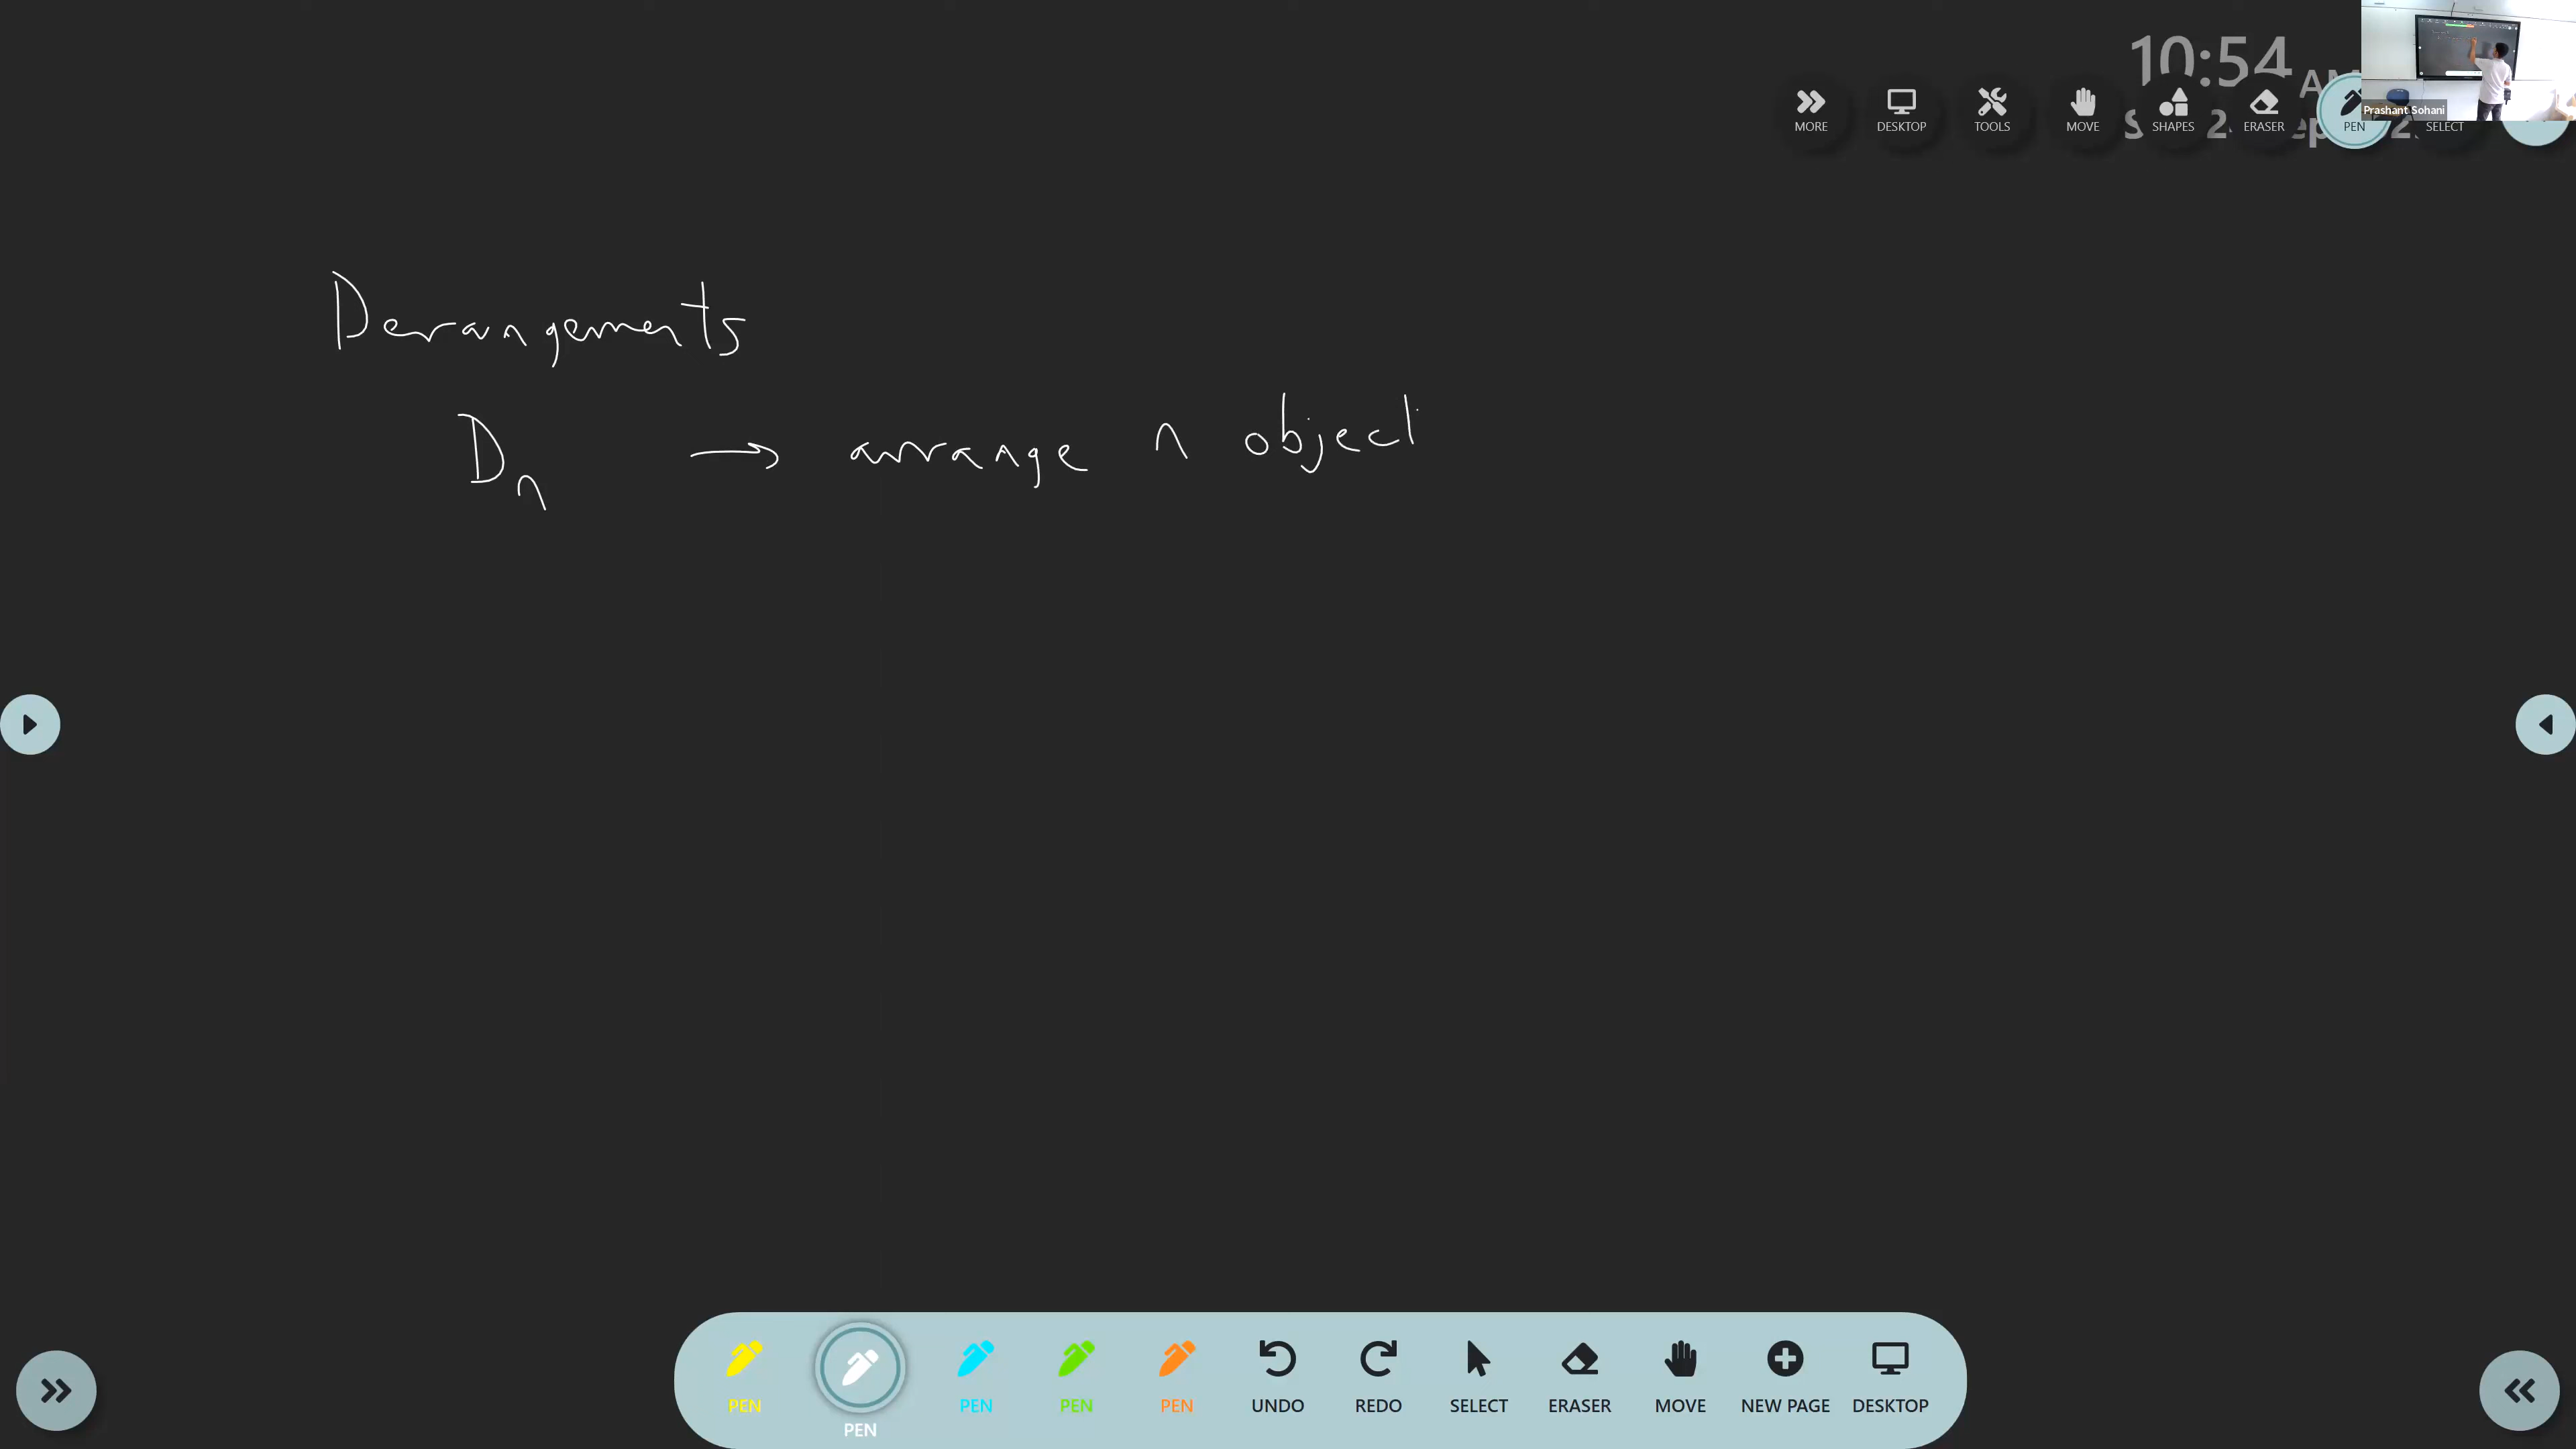 10:54
MORE DESKTOP TOOLS MOVE SHAPES ERASER PEN SELECT
Prashant Sohani
Derangements
Dn → arrange n object
PEN PEN PEN PEN PEN UNDO REDO SELECT ERASER MOVE NEW PAGE DESKTOP